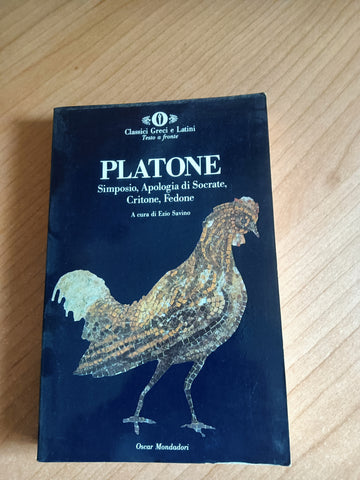 Classici Greci e Latini
Testo a fronte
PLATONE
Simposio, Apologia di Socrate,
Critone, Fedone
A cura di Ezio Savino
Oscar Mondadori